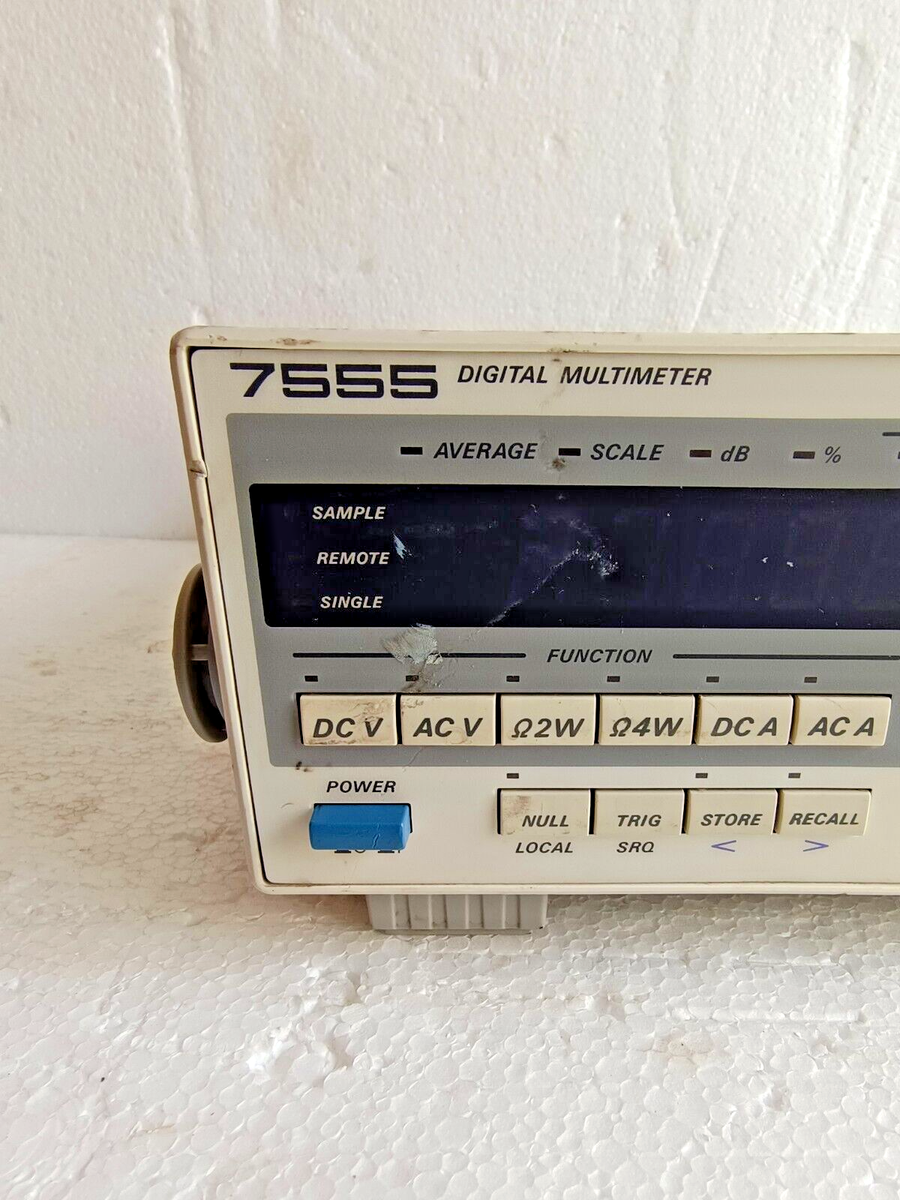 7555 DIGITAL MULTIMETER
AVERAGE SCALE dB %
SAMPLE
REMOTE
SINGLE
FUNCTION
DC V AC V Ω2W Ω4W DC A AC A
POWER
NULL TRIG STORE RECALL
LOCAL SRQ < >